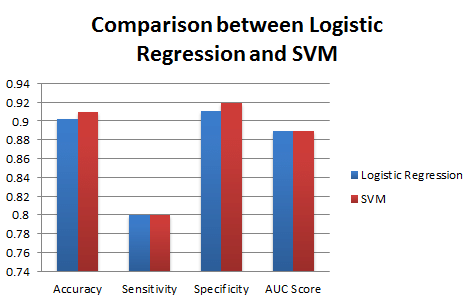 Comparison between Logistic
Regression and SVM
0.94
0.92
0.9
0.88
0.86
0.84
0.82
0.8
0.78
0.76
0.74
Accuracy Sensitivity Specificity AUC Score
Logistic Regression
SVM